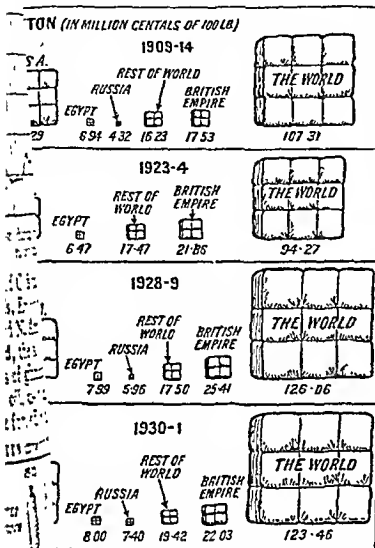 TON (IN MILLION CENTALS OF 100 LB.)
1909-14
S.A.
REST OF WORLD
RUSSIA
BRITISH
EMPIRE
EGYPT
THE WORLD
29 6·94 4·32 16·23 17·53 107·31
1923-4
REST OF
WORLD
BRITISH
EMPIRE
THE WORLD
EGYPT
6·47 17·47 21·86 94·27
1928-9
REST OF
WORLD
BRITISH
EMPIRE
THE WORLD
RUSSIA
EGYPT
7·99 5·96 17·50 25·41 126·06
1930-1
REST OF
WORLD
BRITISH
EMPIRE
THE WORLD
RUSSIA
EGYPT
8·00 7·40 19·42 22·03 123·46